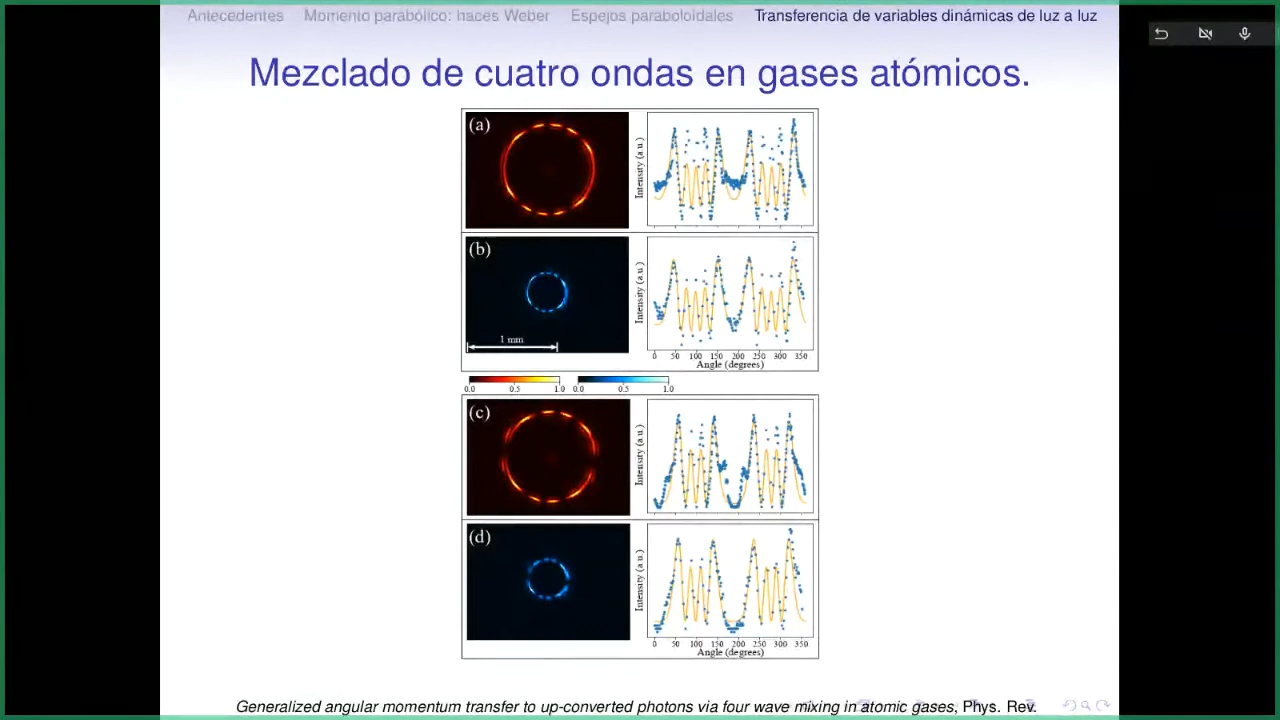 Antecedentes Momento parabólico: haces Weber Espejos paraboloidales Transferencia de variables dinámicas de luz a luz
Mezclado de cuatro ondas en gases atómicos.
(a)
Intensity (a.u.)
(b)
1 mm
Intensity (a.u.)
0 50 100 150 200 250 300 350
Angle (degrees)
0.0 0.5 1.0 0.0 0.5 1.0
(c)
Intensity (a.u.)
(d)
Intensity (a.u.)
0 50 100 150 200 250 300 350
Angle (degrees)
Generalized angular momentum transfer to up-converted photons via four wave mixing in atomic gases, Phys. Rev.